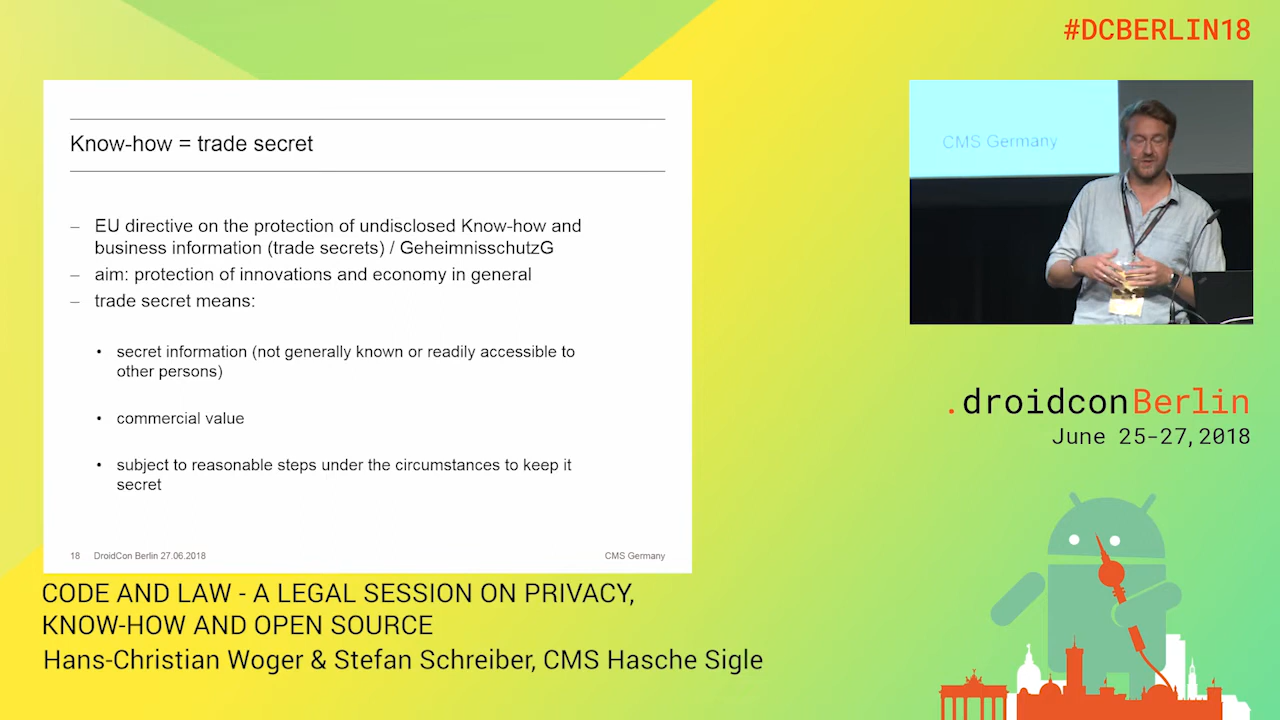 #DCBERLIN18
Know-how = trade secret
– EU directive on the protection of undisclosed Know-how and
business information (trade secrets) / GeheimnisschutzG
– aim: protection of innovations and economy in general
– trade secret means:
• secret information (not generally known or readily accessible to
other persons)
• commercial value
• subject to reasonable steps under the circumstances to keep it
secret
18 DroidCon Berlin 27.06.2018 CMS Germany
CMS Germany
.droidconBerlin
June 25-27,2018
CODE AND LAW - A LEGAL SESSION ON PRIVACY,
KNOW-HOW AND OPEN SOURCE
Hans-Christian Woger & Stefan Schreiber, CMS Hasche Sigle